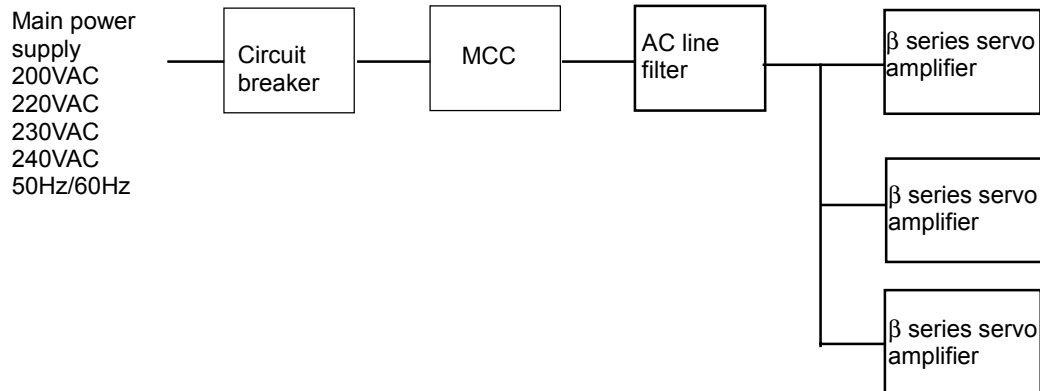 Main power
supply
200VAC
220VAC
230VAC
240VAC
50Hz/60Hz
Circuit
breaker
MCC
AC line
filter
β series servo
amplifier
β series servo
amplifier
β series servo
amplifier